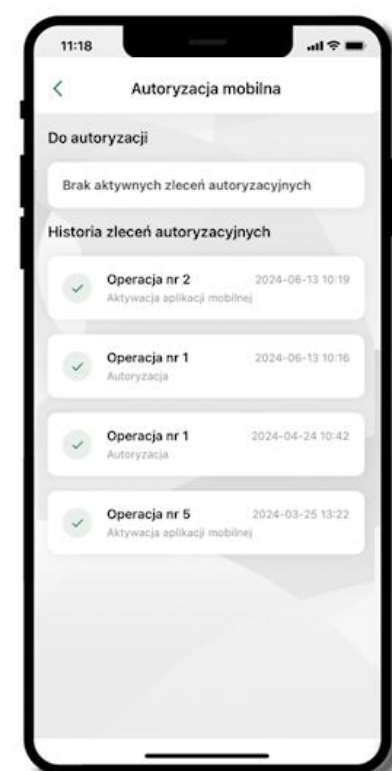 11:18
Autoryzacja mobilna
Do autoryzacji
Brak aktywnych zleceń autoryzacyjnych
Historia zleceń autoryzacyjnych
Operacja nr 2 2024-06-13 10:19
Aktywacja aplikacji mobilnej
Operacja nr 1 2024-06-13 10:16
Autoryzacja
Operacja nr 1 2024-04-24 10:42
Autoryzacja
Operacja nr 5 2024-03-25 13:22
Aktywacja aplikacji mobilnej